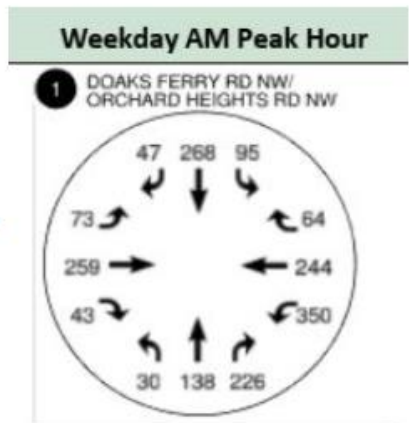 Weekday AM Peak Hour
1 DOAKS FERRY RD NW/
ORCHARD HEIGHTS RD NW
47 268 95
73 64
259 244
43 350
30 138 226